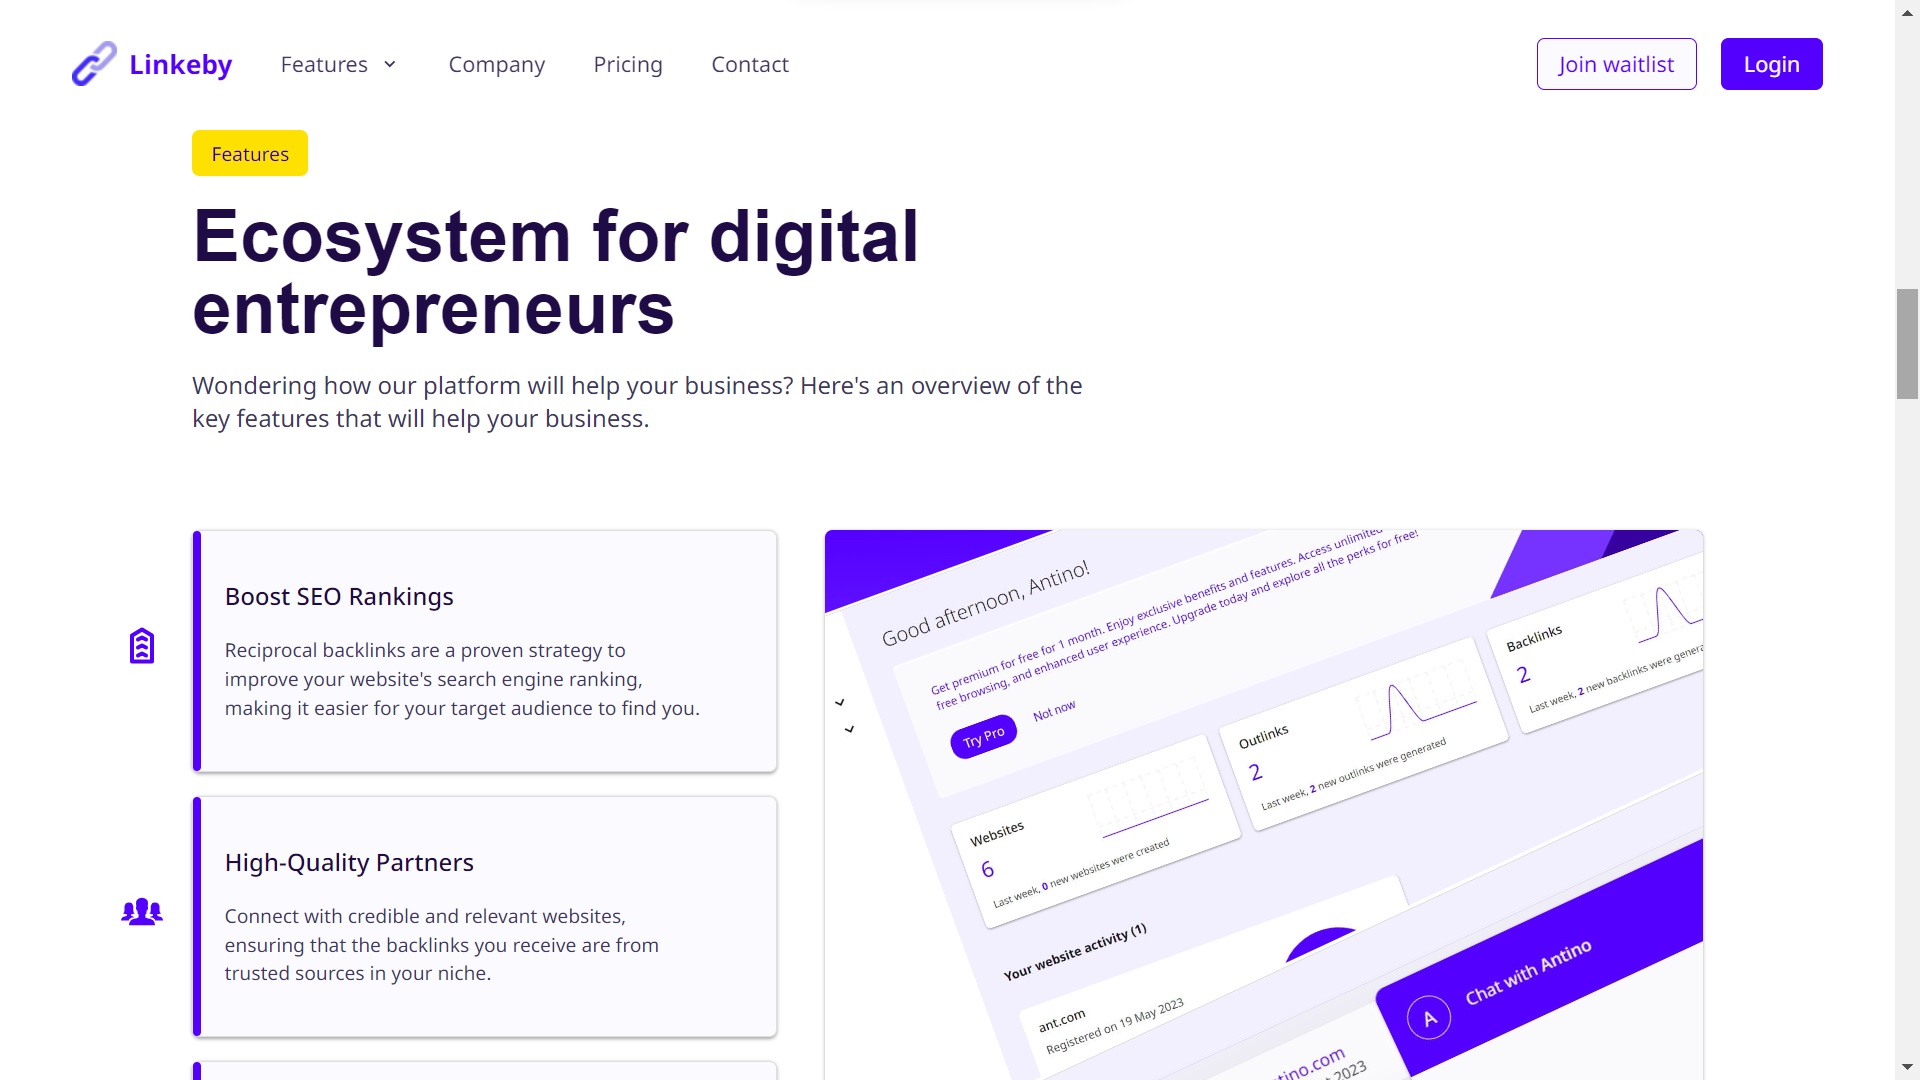 Linkeby
Features
Company
Pricing
Contact
Join waitlist
Login
Features
Ecosystem for digital
entrepreneurs
Wondering how our platform will help your business? Here's an overview of the
key features that will help your business.
Boost SEO Rankings
Reciprocal backlinks are a proven strategy to
improve your website's search engine ranking,
making it easier for your target audience to find you.
High-Quality Partners
Connect with credible and relevant websites,
ensuring that the backlinks you receive are from
trusted sources in your niche.
Good afternoon, Antino!
Get premium for free for 1 month. Enjoy exclusive benefits and features. Access unlimited
free browsing, and enhanced user experience. Upgrade today and explore all the perks for free!
Try Pro
Not now
Websites
6
Last week, 0 new websites were created
Outlinks
2
Last week, 2 new outlinks were generated
Backlinks
2
Last week, 2 new backlinks were genera
Your website activity (1)
ant.com
Registered on 19 May 2023
A
Chat with Antino
tino.com
2023